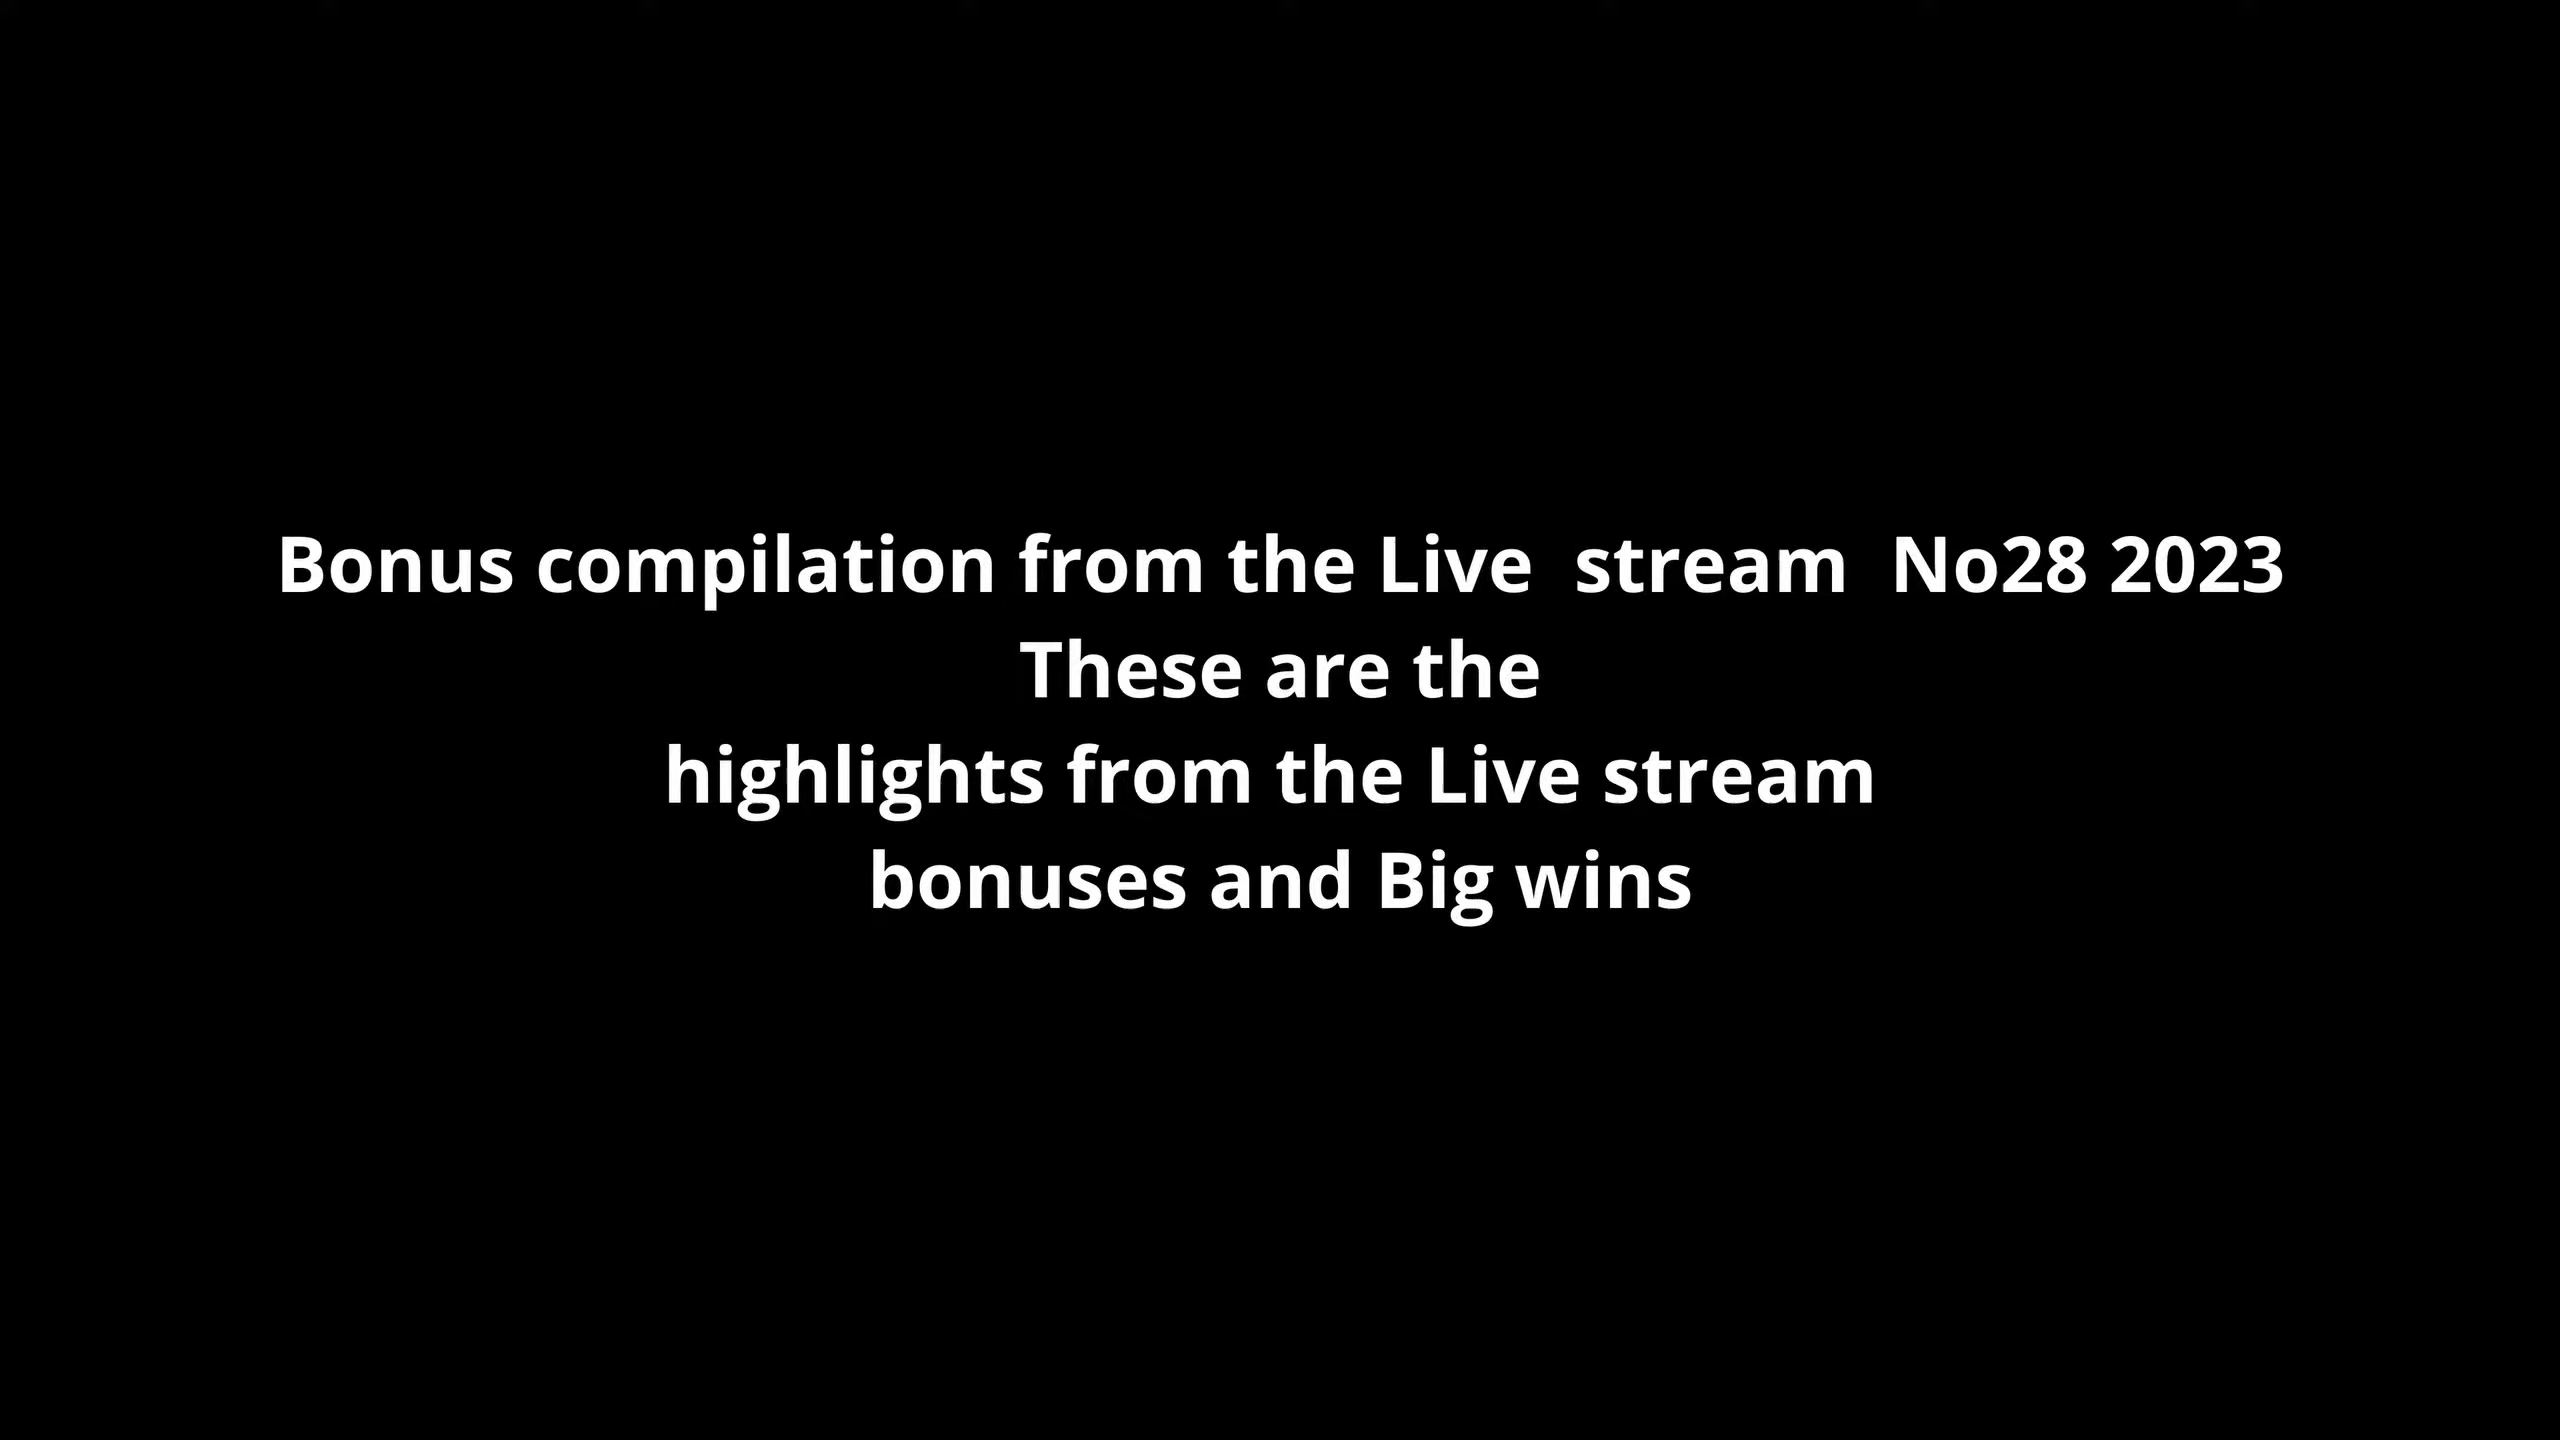 Bonus compilation from the Live  stream  No28 2023
These are the
highlights from the Live stream
bonuses and Big wins